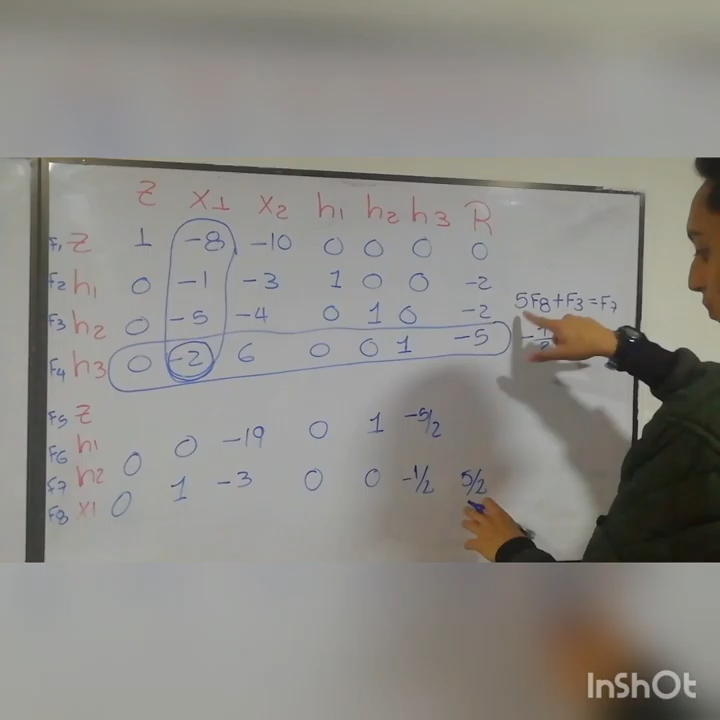 Z X1 X2 h1 h2 h3 R
F1 Z 1 -8 -10 0 0 0 0
F2 h1 0 -1 -3 1 0 0 -2
F3 h2 0 -5 -4 0 1 0 -2
5F8+F3=F7
F4 h3 0 -2 6 0 0 1 -5
F5 Z
F6 h1
F7 h2 0 0 -19 0 1 -5/2
F8 X1 0 1 -3 0 0 -1/2 5/2
InShOt